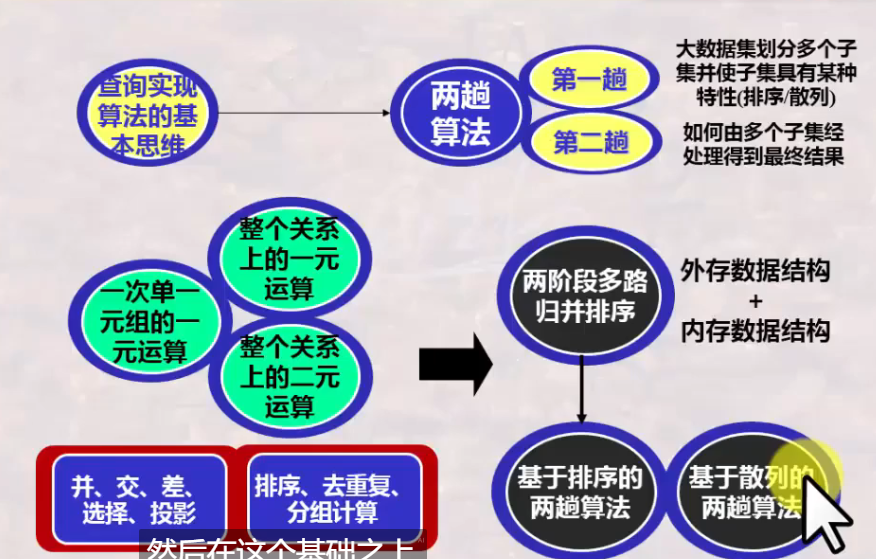 查询实现
算法的基
本思维
两趟
算法
第一趟
第二趟
大数据集划分多个子
集并使子集具有某种
特性(排序/散列)
如何由多个子集经
处理得到最终结果
整个关系
上的一元
运算
一次单一
元组的一
元运算
整个关系
上的二元
运算
两阶段多路
归并排序
外存数据结构
+
内存数据结构
并、交、差、
选择、投影
排序、去重复、
分组计算
基于排序的
两趟算法
基于散列的
两趟算法
然后在这个基础之上